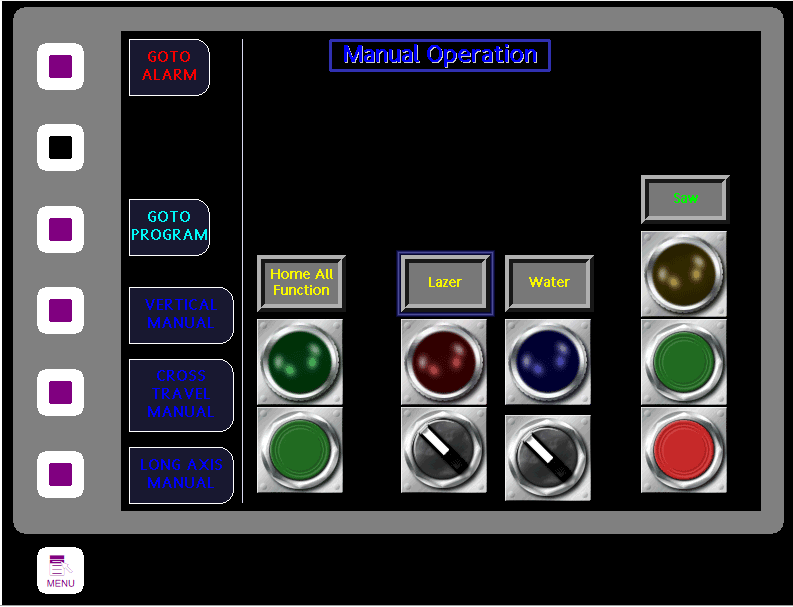 Manual Operation
GOTO
ALARM
GOTO
PROGRAM
VERTICAL
MANUAL
CROSS
TRAVEL
MANUAL
LONG AXIS
MANUAL
Home All
Function
Lazer
Water
Saw
MENU